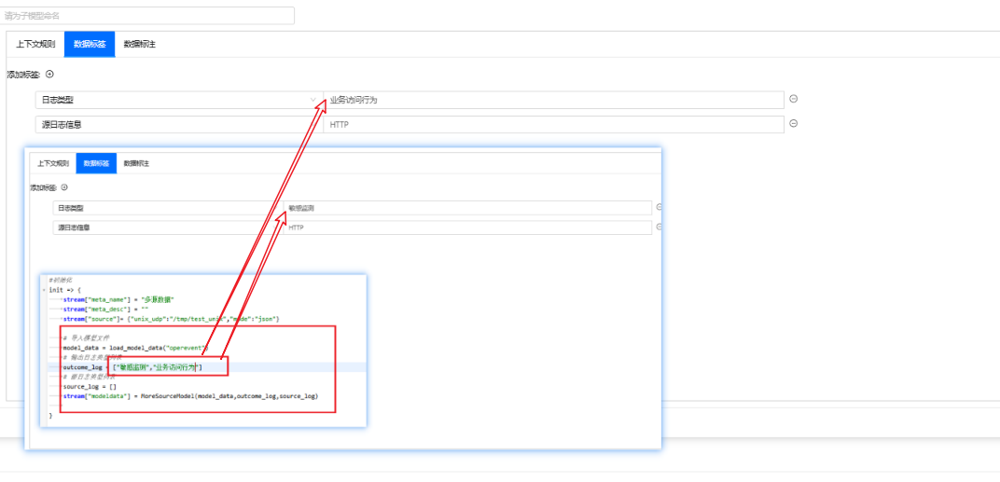 请为子模型命名
上下文规则 数据标签 数据标注
添加标签:
日志类型 业务访问行为
源日志信息 HTTP
上下文规则 数据标签 数据标注
添加标签:
日志类型 敏感监测
源日志信息 HTTP
#初始化
init => {
stream["meta_name"] = "多源数据"
stream["meta_desc"] = ""
stream["source"]= {"unix_udp":"/tmp/test_unix","mode":"json"}
# 导入模型文件
model_data = load_model_data("operevent")
# 输出日志类型列表
outcome_log = ["敏感监测","业务访问行为"]
# 源日志类型列表
source_log = []
stream["modeldata"] = MoreSourceModel(model_data,outcome_log,source_log)
}